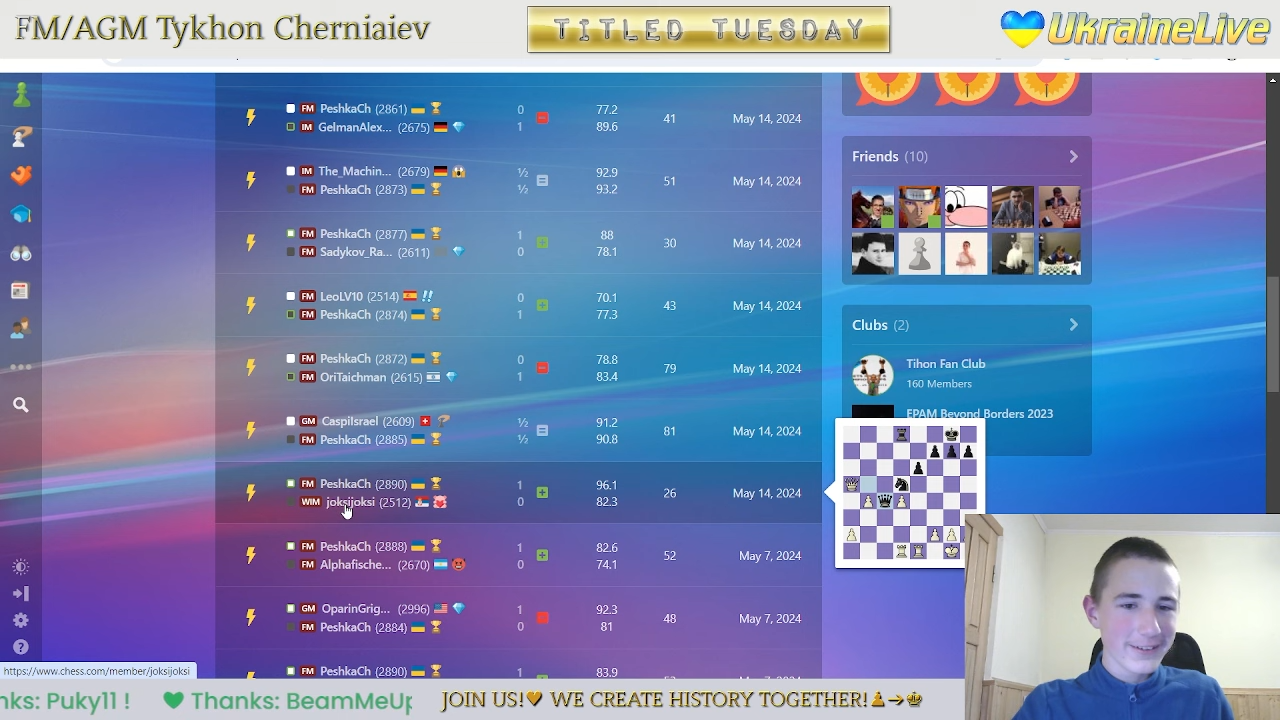 FM/AGM Tykhon Cherniaiev
TITLED TUESDAY
UkraineLive
FM PeshkaCh (2861) 0 77.2
IM GelmanAlex... (2675) 1 89.6
41 May 14, 2024
IM The_Machin... (2679) ½ 92.9
FM PeshkaCh (2873) ½ 93.2
51 May 14, 2024
FM PeshkaCh (2877) 1 88
FM Sadykov_Ra... (2611) 0 78.1
30 May 14, 2024
FM LeoLV10 (2514) 0 70.1
FM PeshkaCh (2874) 1 77.3
43 May 14, 2024
FM PeshkaCh (2872) 0 78.8
FM OriTaichman (2615) 1 83.4
79 May 14, 2024
GM CaspiIsrael (2609) ½ 91.2
FM PeshkaCh (2885) ½ 90.8
81 May 14, 2024
FM PeshkaCh (2890) 1 96.1
WIM joksijoksi (2512) 0 82.3
26 May 14, 2024
FM PeshkaCh (2888) 1 82.6
FM Alphafische... (2670) 0 74.1
52 May 7, 2024
GM OparinGrig... (2996) 1 92.3
FM PeshkaCh (2884) 0 81
48 May 7, 2024
FM PeshkaCh (2890) 1 83.9
Friends (10)
Clubs (2)
Tihon Fan Club
160 Members
EPAM Beyond Borders 2023
https://www.chess.com/member/joksijoksi
nks: Puky11 ! Thanks: BeamMeUp
JOIN US! WE CREATE HISTORY TOGETHER!